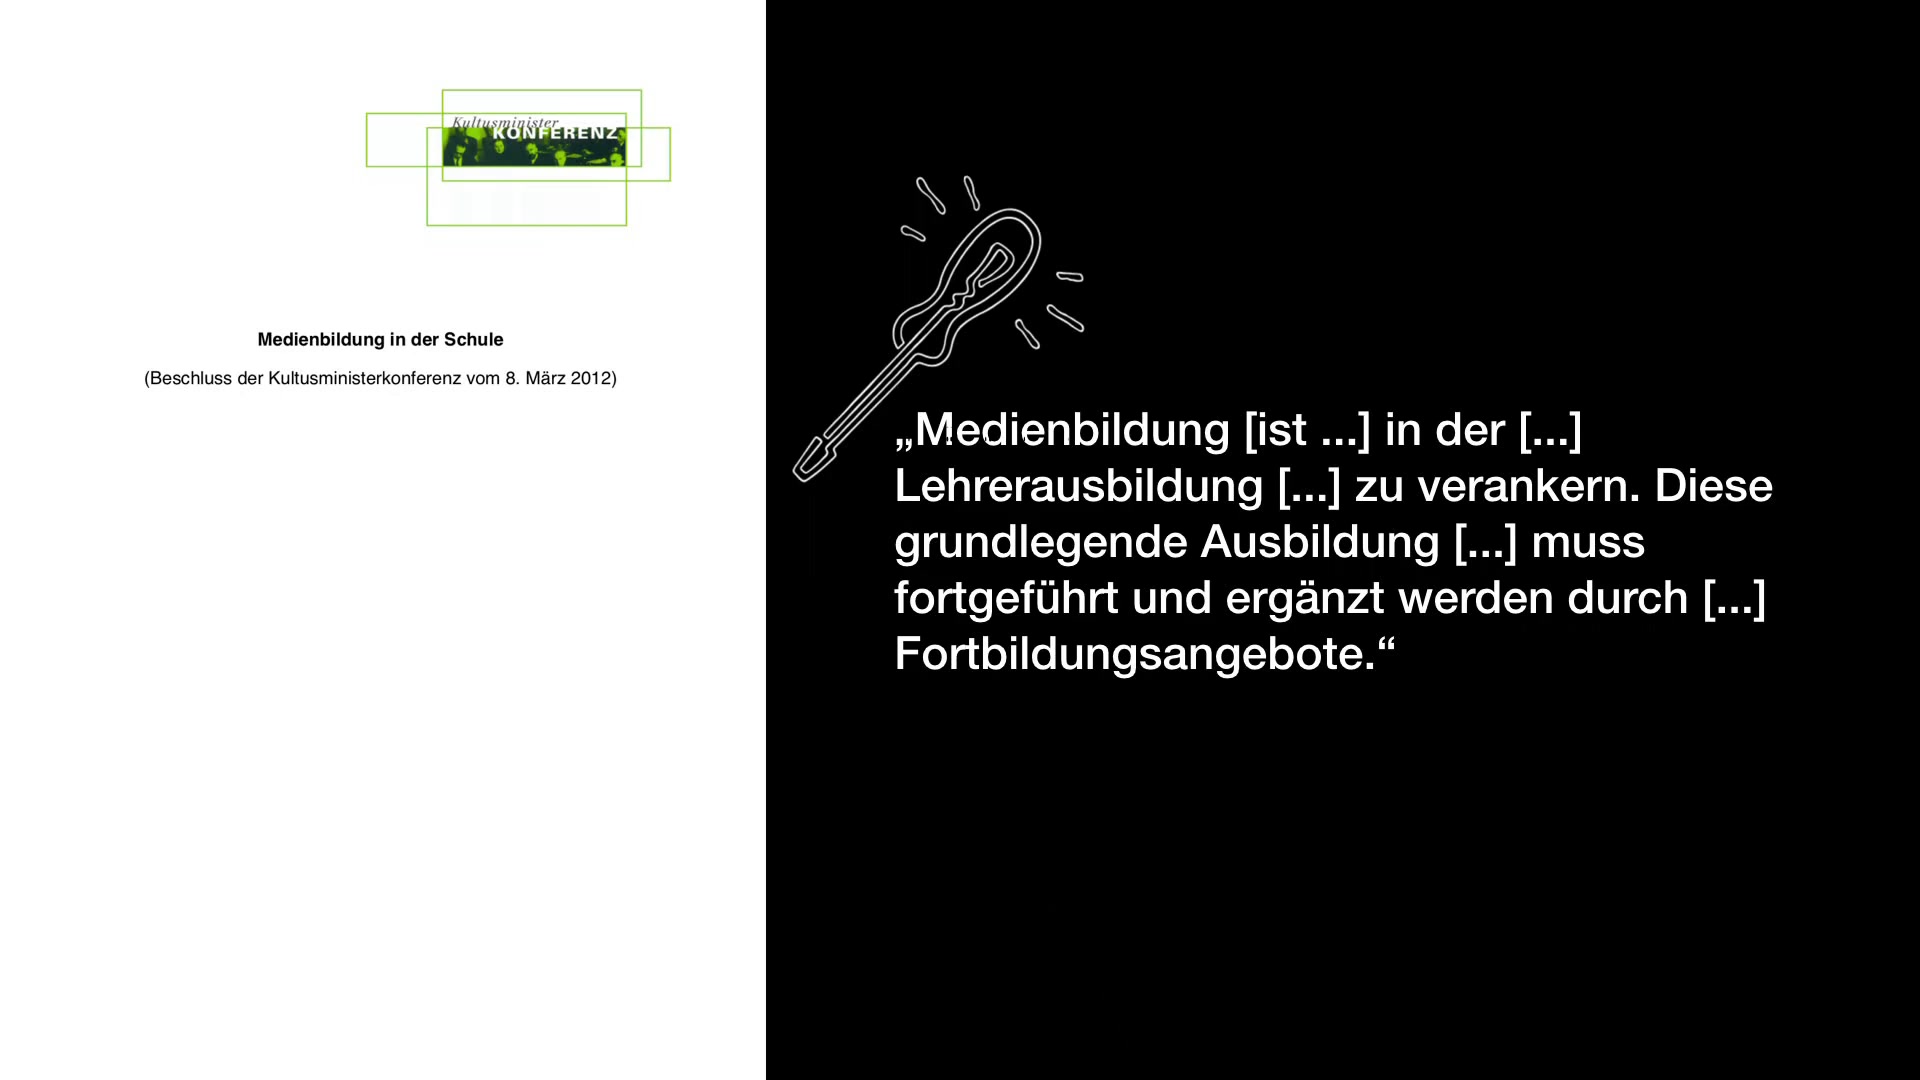 Kultusminister
KONFERENZ
Medienbildung in der Schule
(Beschluss der Kultusministerkonferenz vom 8. März 2012)
„Medienbildung [ist ...] in der [...]
Lehrerausbildung [...] zu verankern. Diese
grundlegende Ausbildung [...] muss
fortgeführt und ergänzt werden durch [...]
Fortbildungsangebote.“